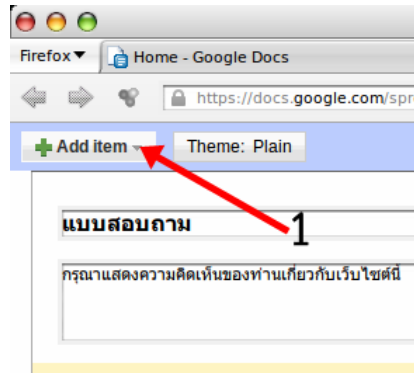 Firefox
Home - Google Docs
https://docs.google.com/spr
Add item
Theme: Plain
แบบสอบถาม
1
กรุณาแสดงความคิดเห็นของท่านเกี่ยวกับเว็บไซต์นี้